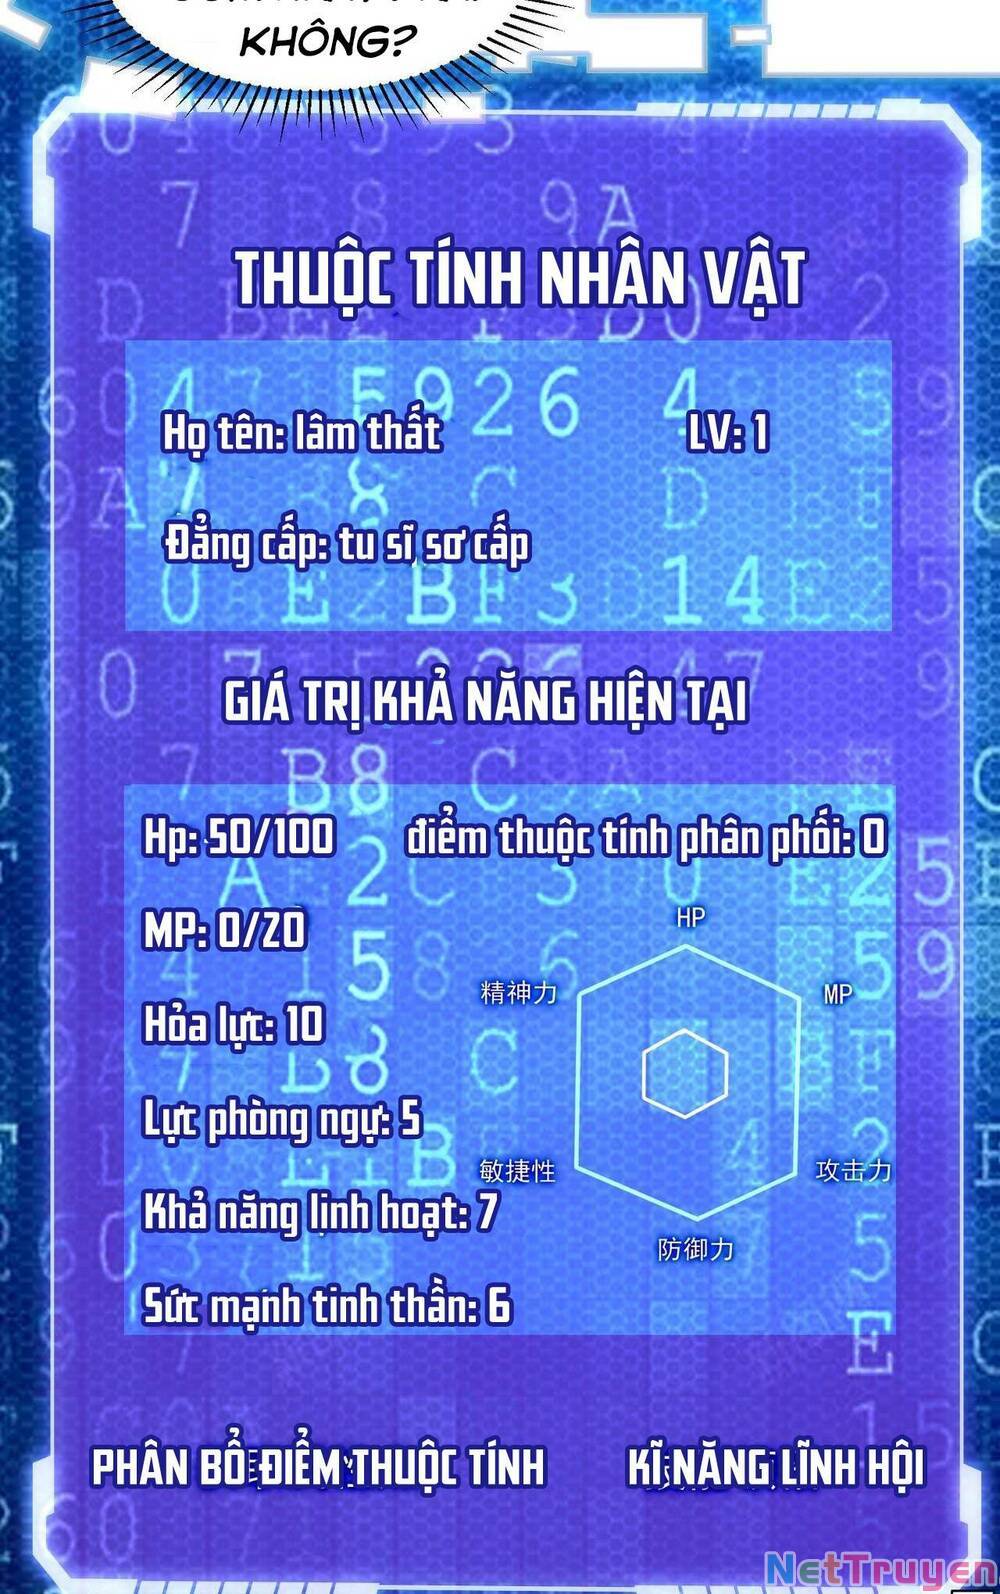 KHÔNG?
THUỘC TÍNH NHÂN VẬT
Họ tên: lâm thất LV: 1
Đẳng cấp: tu sĩ sơ cấp
GIÁ TRỊ KHẢ NĂNG HIỆN TẠI
Hp: 50/100 điểm thuộc tính phân phối: 0
HP
MP: 0/20
精神力 MP
Hỏa lực: 10
Lực phòng ngự: 5
敏捷性 攻击力
Khả năng linh hoạt: 7
防御力
Sức mạnh tinh thần: 6
PHÂN BỔ ĐIỂM THUỘC TÍNH KĨ NĂNG LĨNH HỘI
NetTruyen